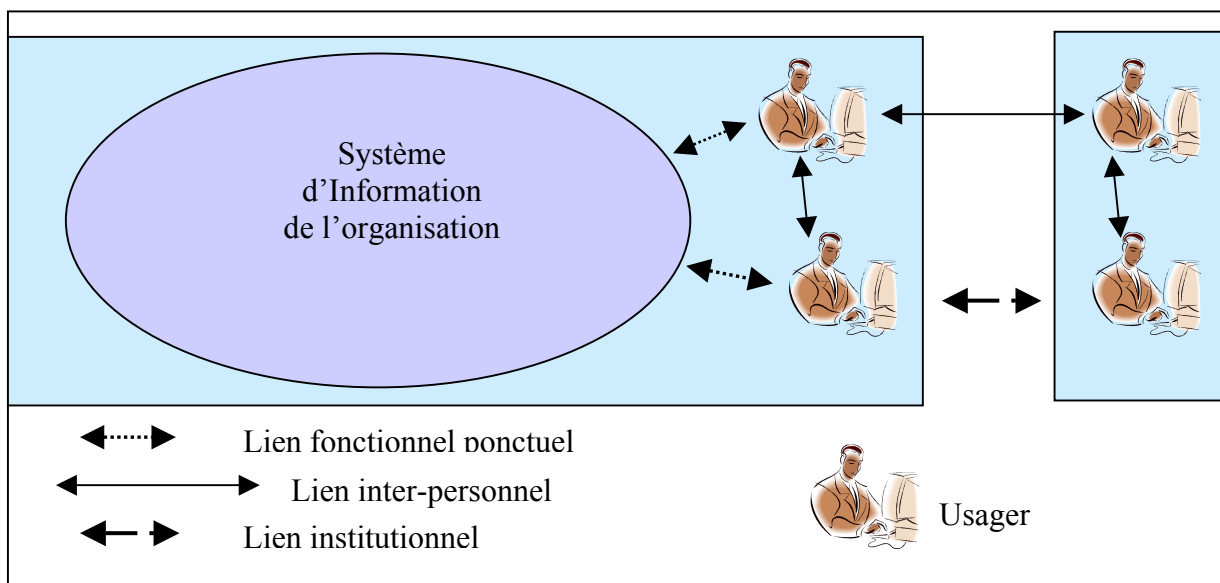 Système
d’Information
de l’organisation
Lien fonctionnel ponctuel
Lien inter-personnel
Lien institutionnel
Usager